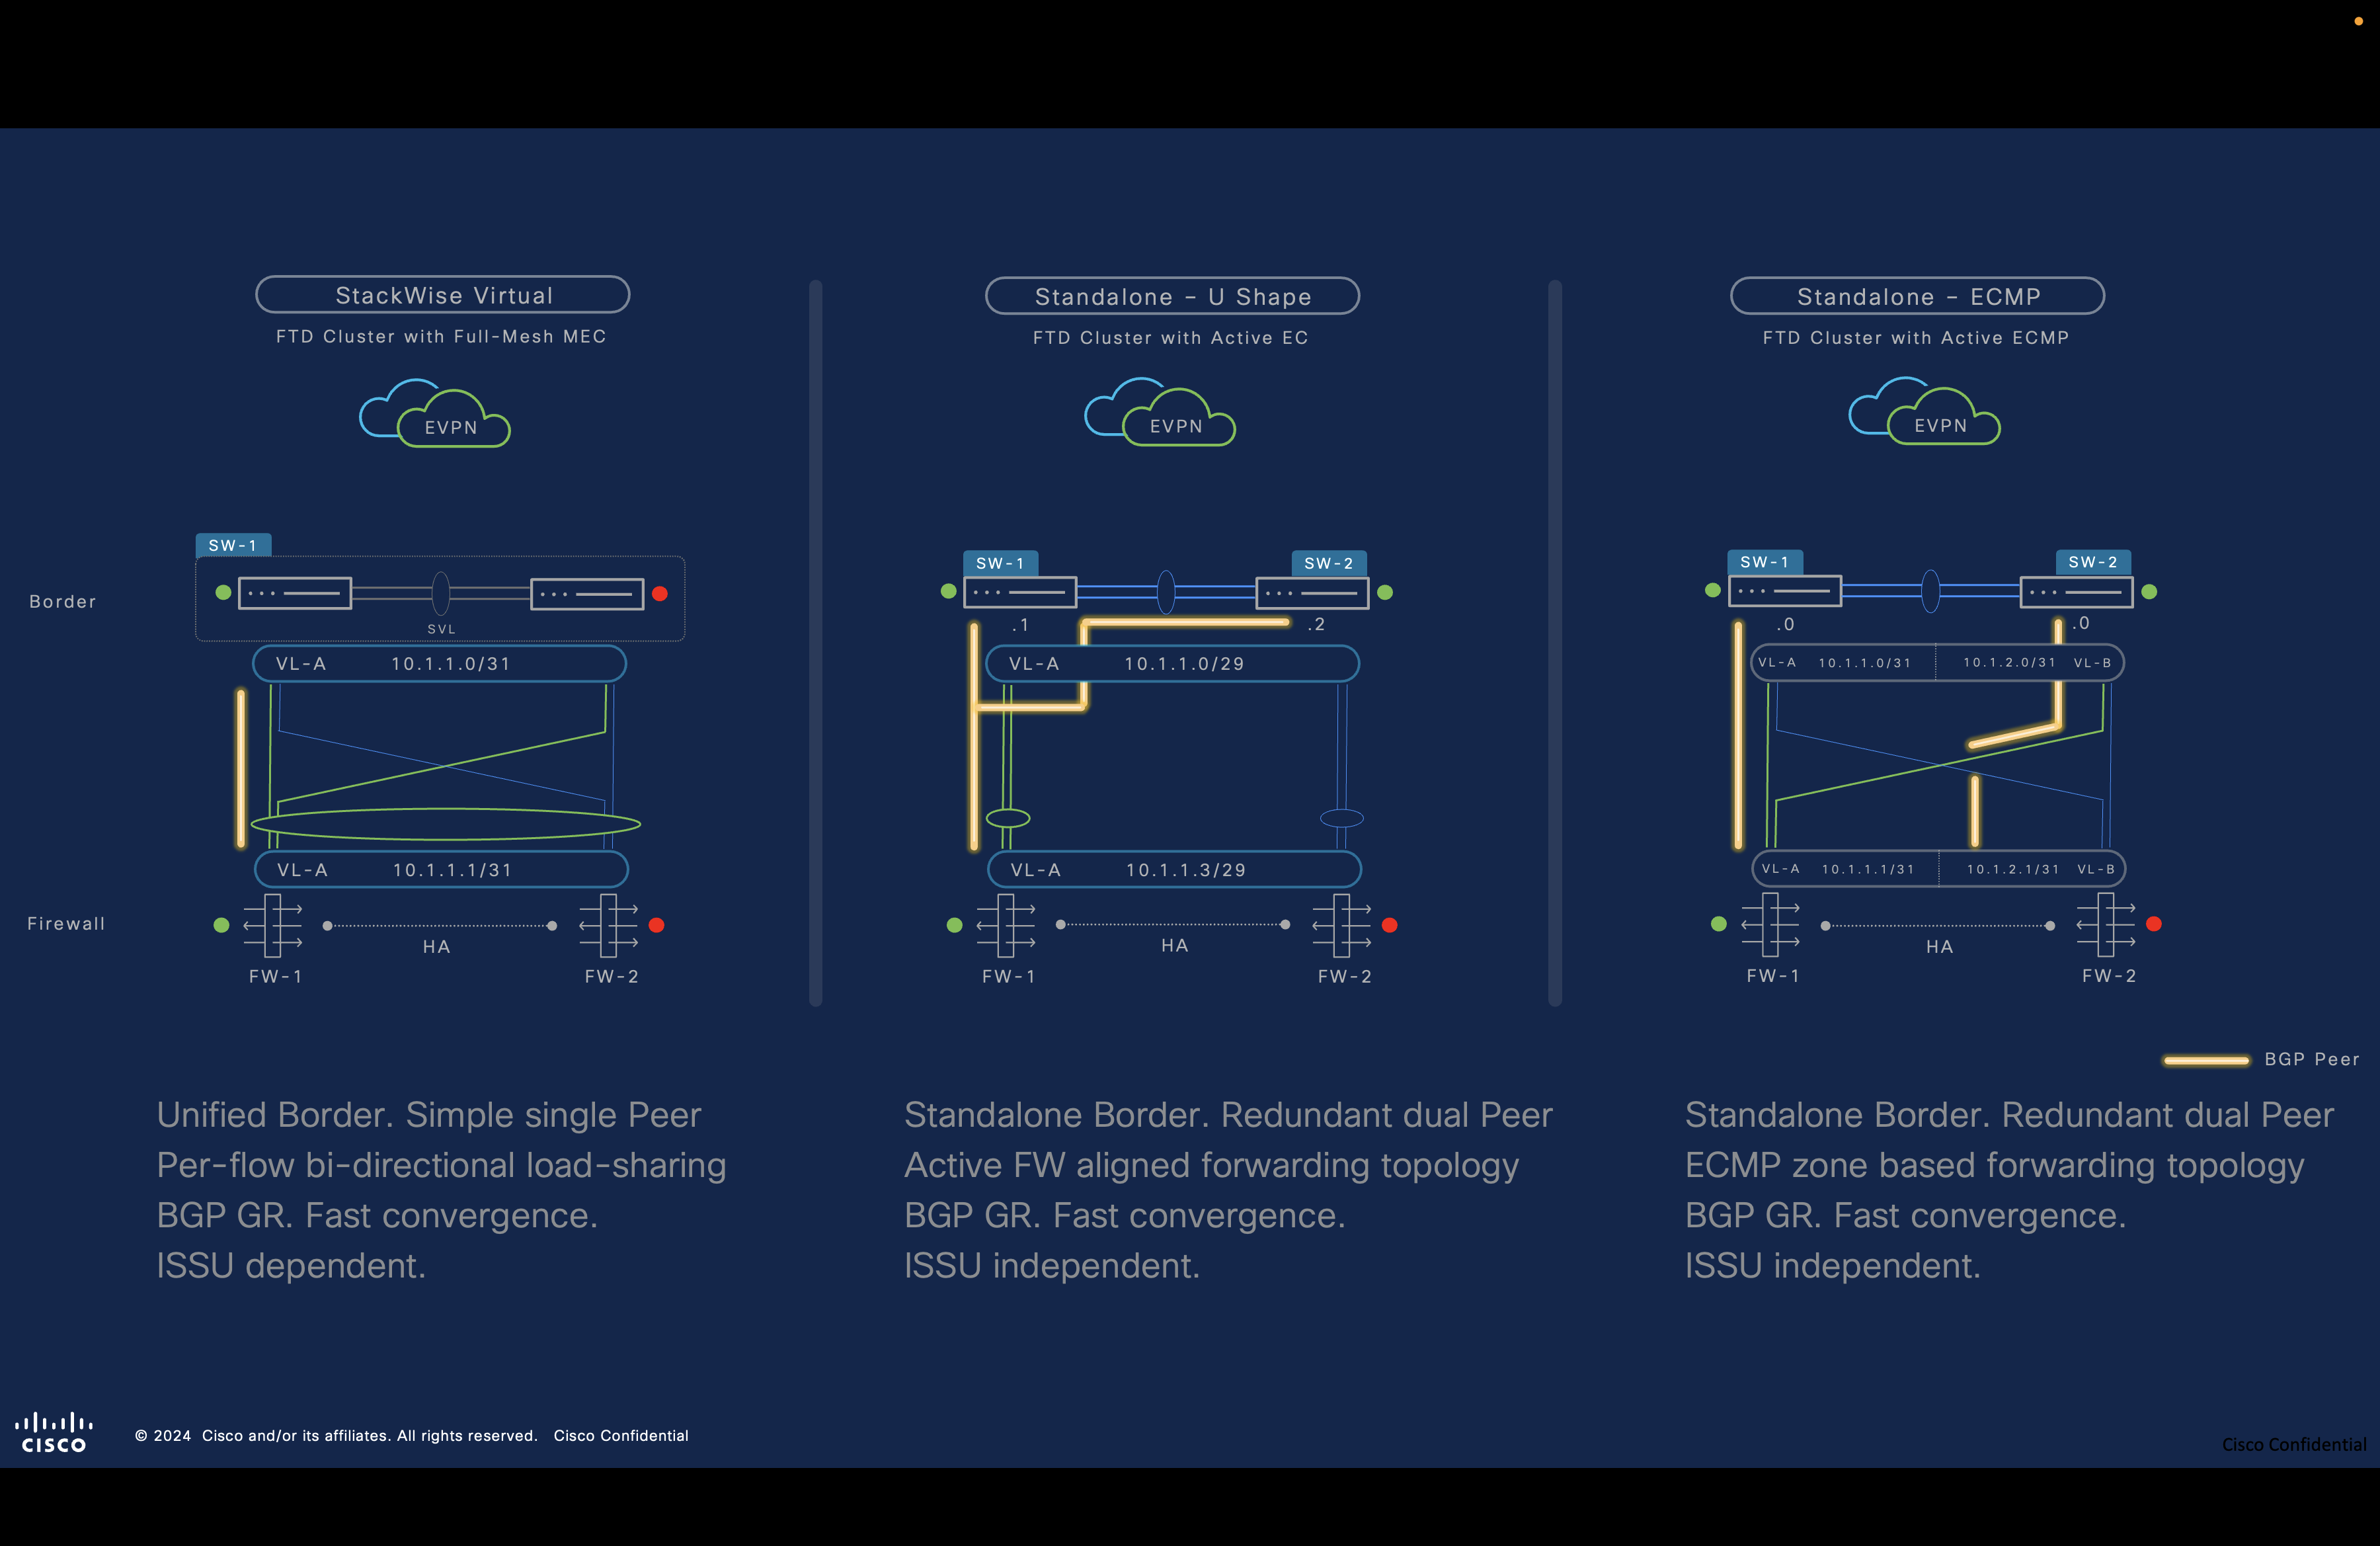 StackWise Virtual
FTD Cluster with Full-Mesh MEC
EVPN
SW-1
Border
SVL
VL-A 10.1.1.0/31
VL-A 10.1.1.1/31
Firewall
HA
FW-1
FW-2
Unified Border. Simple single Peer
Per-flow bi-directional load-sharing
BGP GR. Fast convergence.
ISSU dependent.
Standalone - U Shape
FTD Cluster with Active EC
EVPN
SW-1
SW-2
.1
.2
VL-A 10.1.1.0/29
VL-A 10.1.1.3/29
HA
FW-1
FW-2
Standalone Border. Redundant dual Peer
Active FW aligned forwarding topology
BGP GR. Fast convergence.
ISSU independent.
Standalone - ECMP
FTD Cluster with Active ECMP
EVPN
SW-1
SW-2
.0
.0
VL-A 10.1.1.0/31 10.1.2.0/31 VL-B
VL-A 10.1.1.1/31 10.1.2.1/31 VL-B
HA
FW-1
FW-2
BGP Peer
Standalone Border. Redundant dual Peer
ECMP zone based forwarding topology
BGP GR. Fast convergence.
ISSU independent.
CISCO
© 2024 Cisco and/or its affiliates. All rights reserved. Cisco Confidential
Cisco Confidential